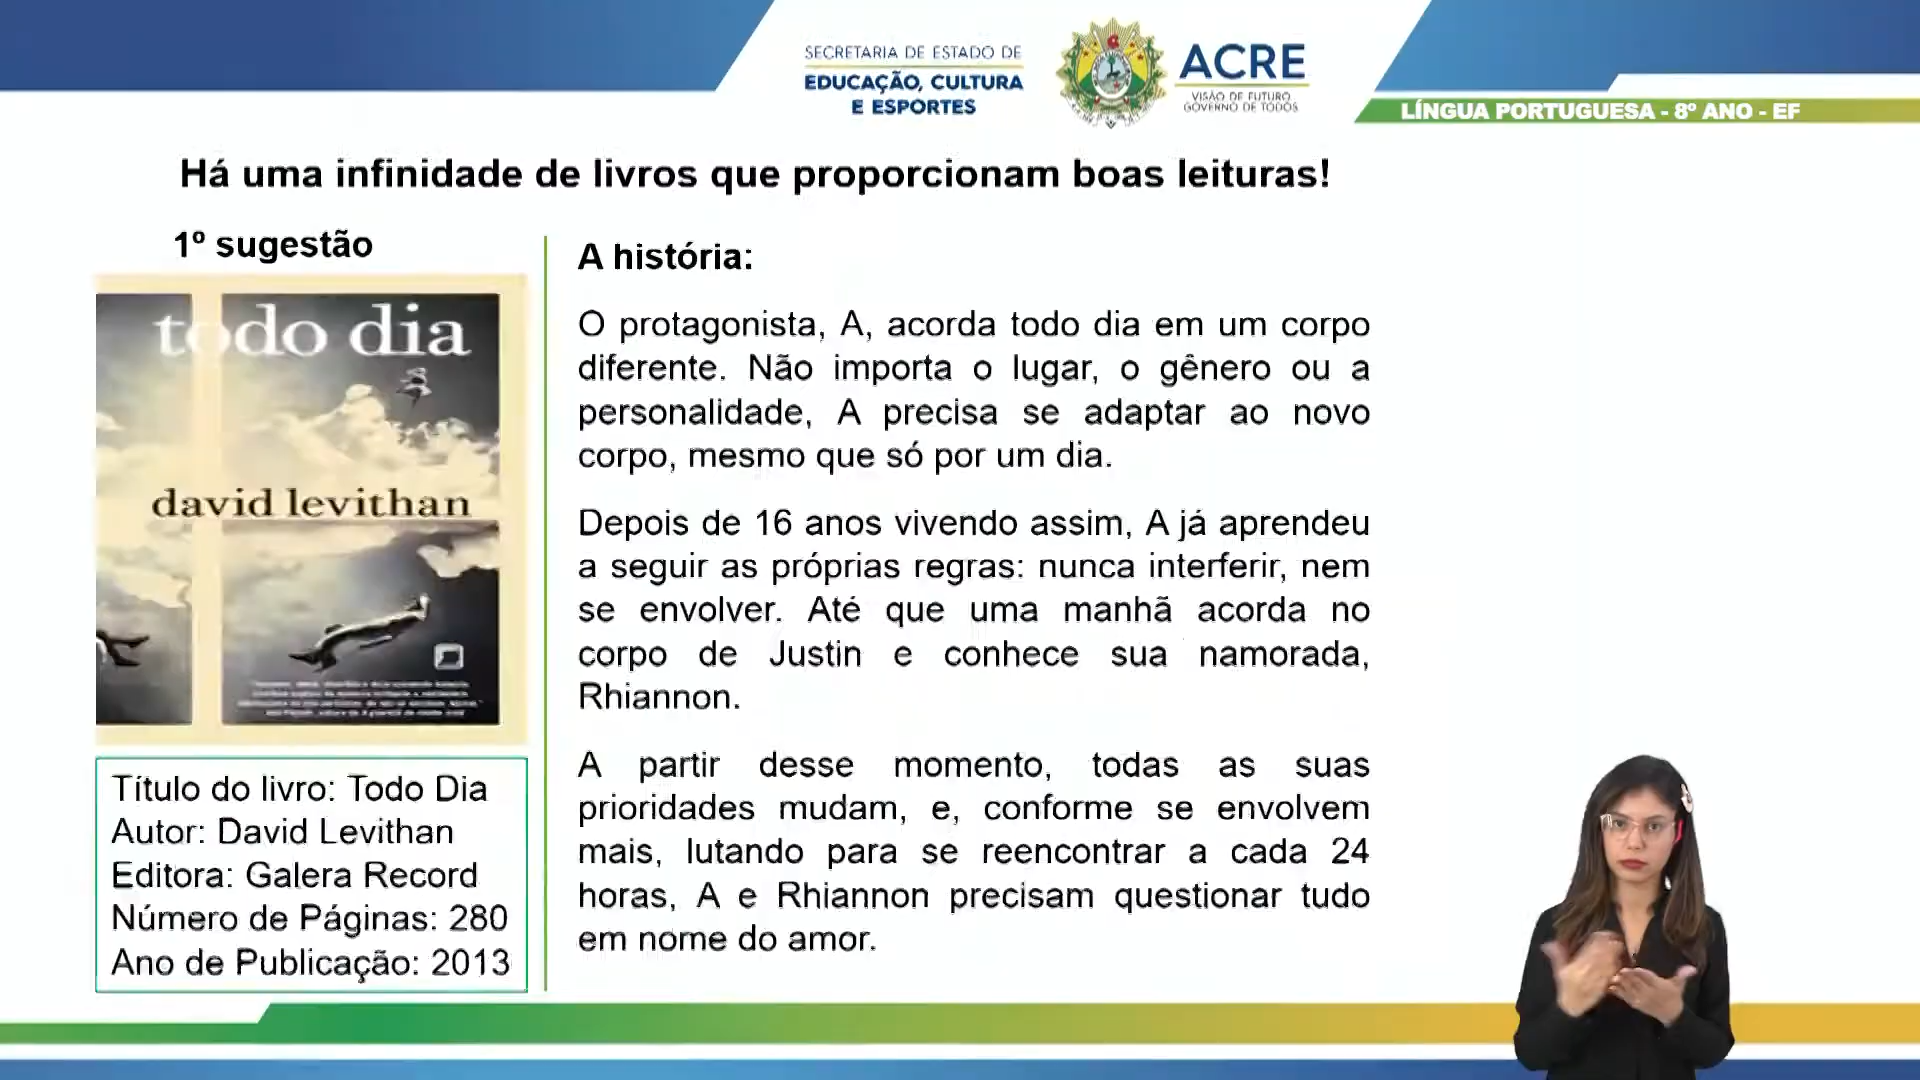 SECRETARIA DE ESTADO DE
EDUCAÇÃO, CULTURA
E ESPORTES
ACRE
VISÃO DE FUTURO
GOVERNO DE TODOS
LÍNGUA PORTUGUESA - 8º ANO - EF
Há uma infinidade de livros que proporcionam boas leituras!
1º sugestão
todo dia
david levithan
Título do livro: Todo Dia
Autor: David Levithan
Editora: Galera Record
Número de Páginas: 280
Ano de Publicação: 2013
A história:
O protagonista, A, acorda todo dia em um corpo
diferente. Não importa o lugar, o gênero ou a
personalidade, A precisa se adaptar ao novo
corpo, mesmo que só por um dia.
Depois de 16 anos vivendo assim, A já aprendeu
a seguir as próprias regras: nunca interferir, nem
se envolver. Até que uma manhã acorda no
corpo de Justin e conhece sua namorada,
Rhiannon.
A partir desse momento, todas as suas
prioridades mudam, e, conforme se envolvem
mais, lutando para se reencontrar a cada 24
horas, A e Rhiannon precisam questionar tudo
em nome do amor.